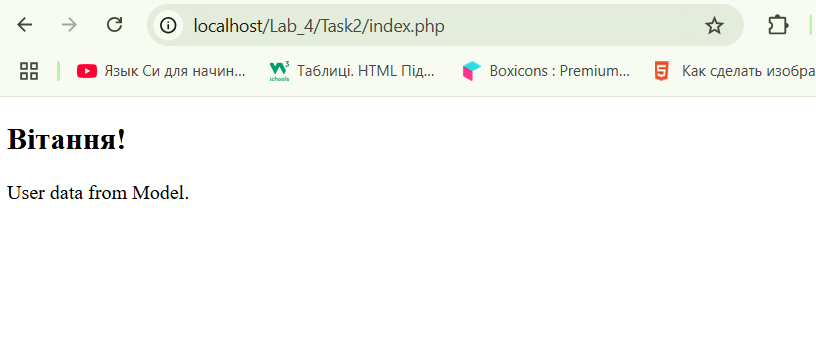 localhost/Lab_4/Task2/index.php
Язык Си для начин... Таблиці. HTML Під... Boxicons : Premium... Как сделать изобра
Вітання!
User data from Model.